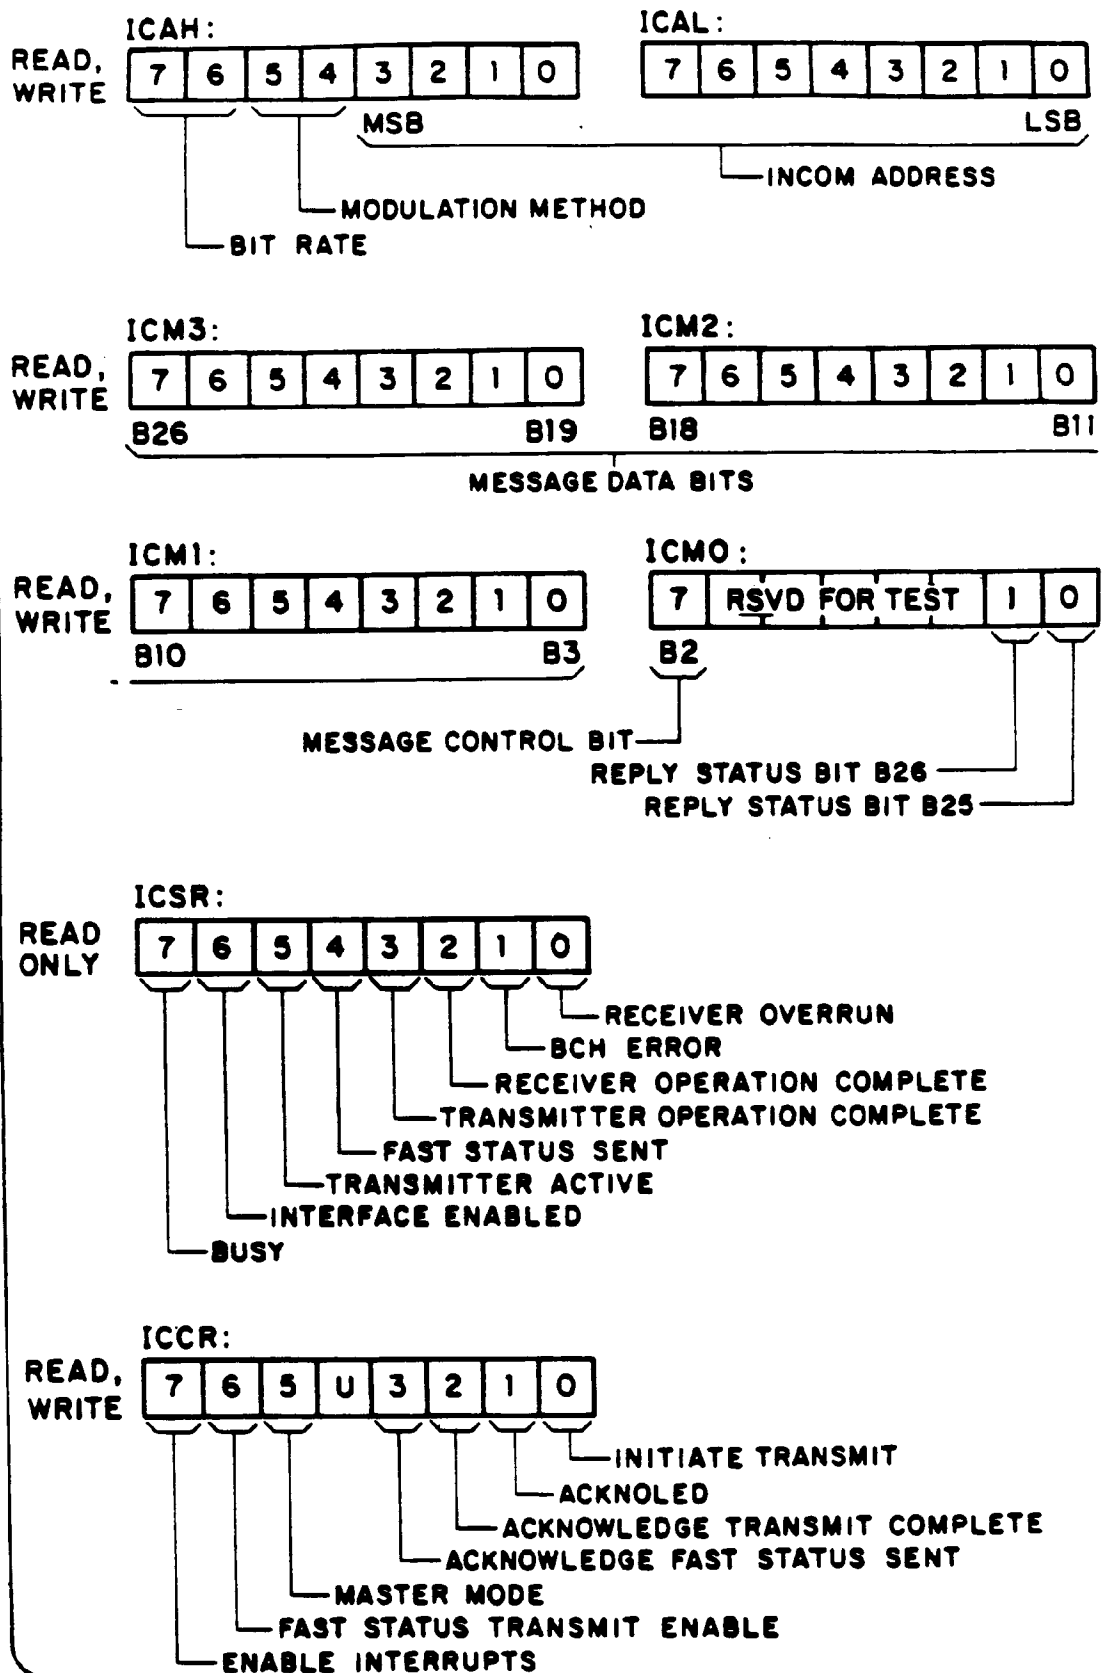 ICAH: ICAL:
READ, WRITE 7 6 5 4 3 2 1 0 7 6 5 4 3 2 1 0
MSB LSB
INCOM ADDRESS
MODULATION METHOD
BIT RATE
ICM3: ICM2:
READ, WRITE 7 6 5 4 3 2 1 0 7 6 5 4 3 2 1 0
B26 B19 B18 B11
MESSAGE DATA BITS
ICM1: ICM0:
READ, WRITE 7 6 5 4 3 2 1 0 7 RSVD FOR TEST 1 0
B10 B3 B2
MESSAGE CONTROL BIT
REPLY STATUS BIT B26
REPLY STATUS BIT B25
ICSR:
READ ONLY 7 6 5 4 3 2 1 0
RECEIVER OVERRUN
BCH ERROR
RECEIVER OPERATION COMPLETE
TRANSMITTER OPERATION COMPLETE
FAST STATUS SENT
TRANSMITTER ACTIVE
INTERFACE ENABLED
BUSY
ICCR:
READ, WRITE 7 6 5 U 3 2 1 0
INITIATE TRANSMIT
ACKNOLED
ACKNOWLEDGE TRANSMIT COMPLETE
ACKNOWLEDGE FAST STATUS SENT
MASTER MODE
FAST STATUS TRANSMIT ENABLE
ENABLE INTERRUPTS